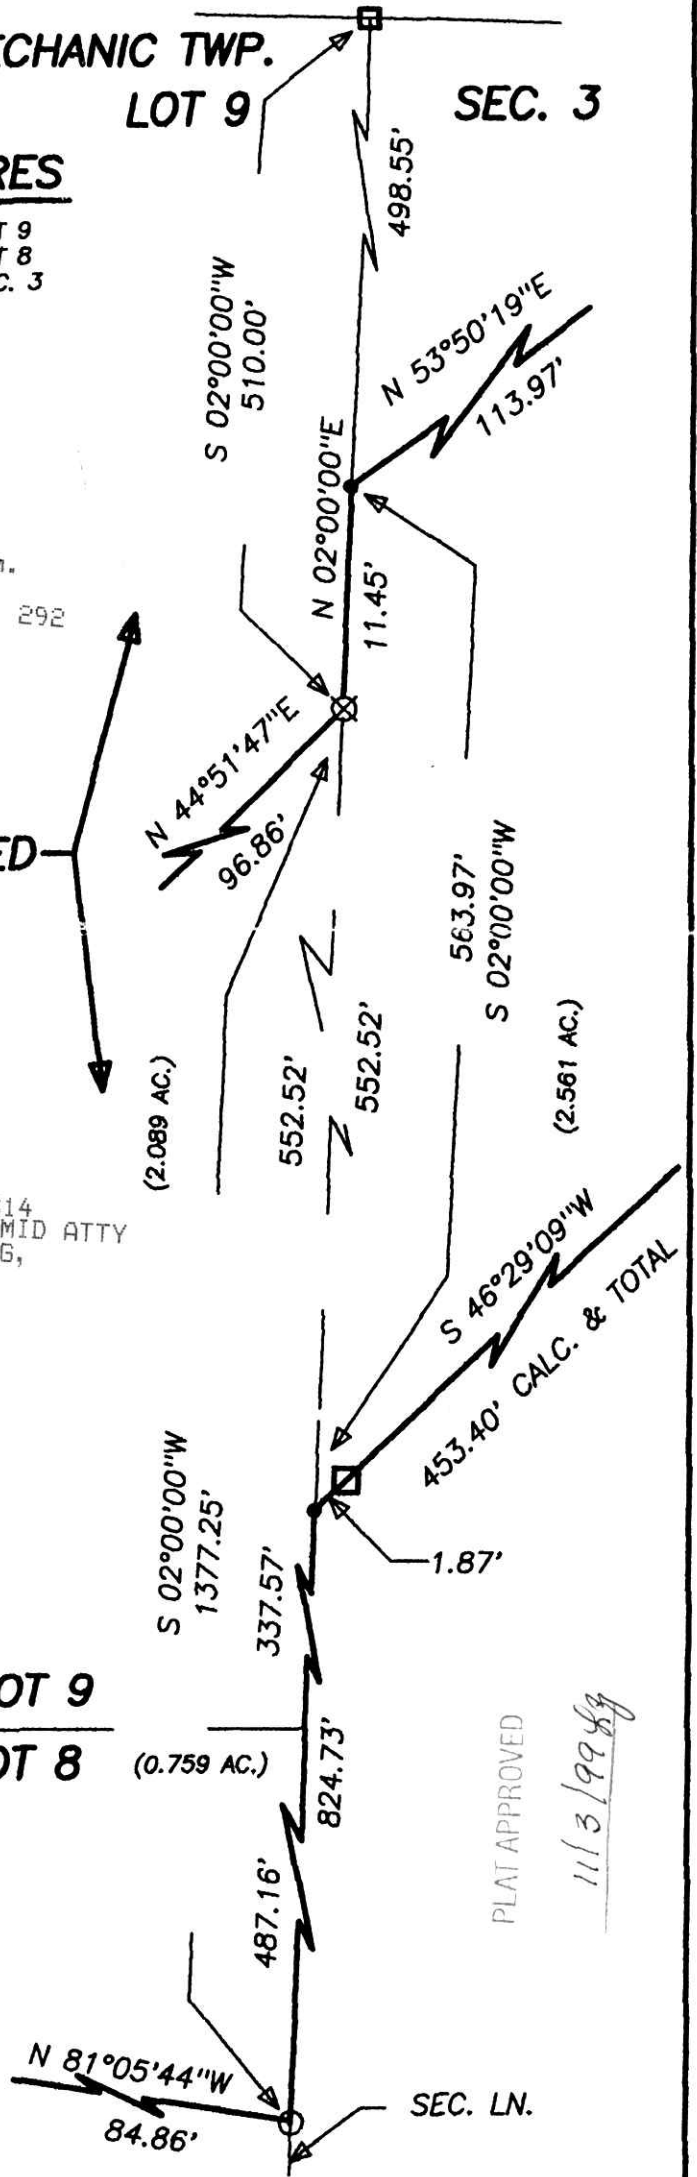 ECHANIC TWP.
LOT 9
SEC. 3
RES
T 9
T 8
C. 3
498.55'
S 02°00'00"W
510.00'
N 53°50'19"E
113.97'
N 02°00'00"E
11.45'
292
N 44°51'47"E
96.86'
ED
563.97'
S 02°00'00"W
(2.089 AC.)
552.52'
552.52'
(2.561 AC.)
14
MID ATTY
G,
S 46°29'09"W
453.40' CALC. & TOTAL
1.87'
S 02°00'00"W
1377.25'
337.57'
OT 9
OT 8
(0.759 AC.)
824.73'
PLAT APPROVED
11/3/99
487.16'
N 81°05'44"W
84.86'
SEC. LN.